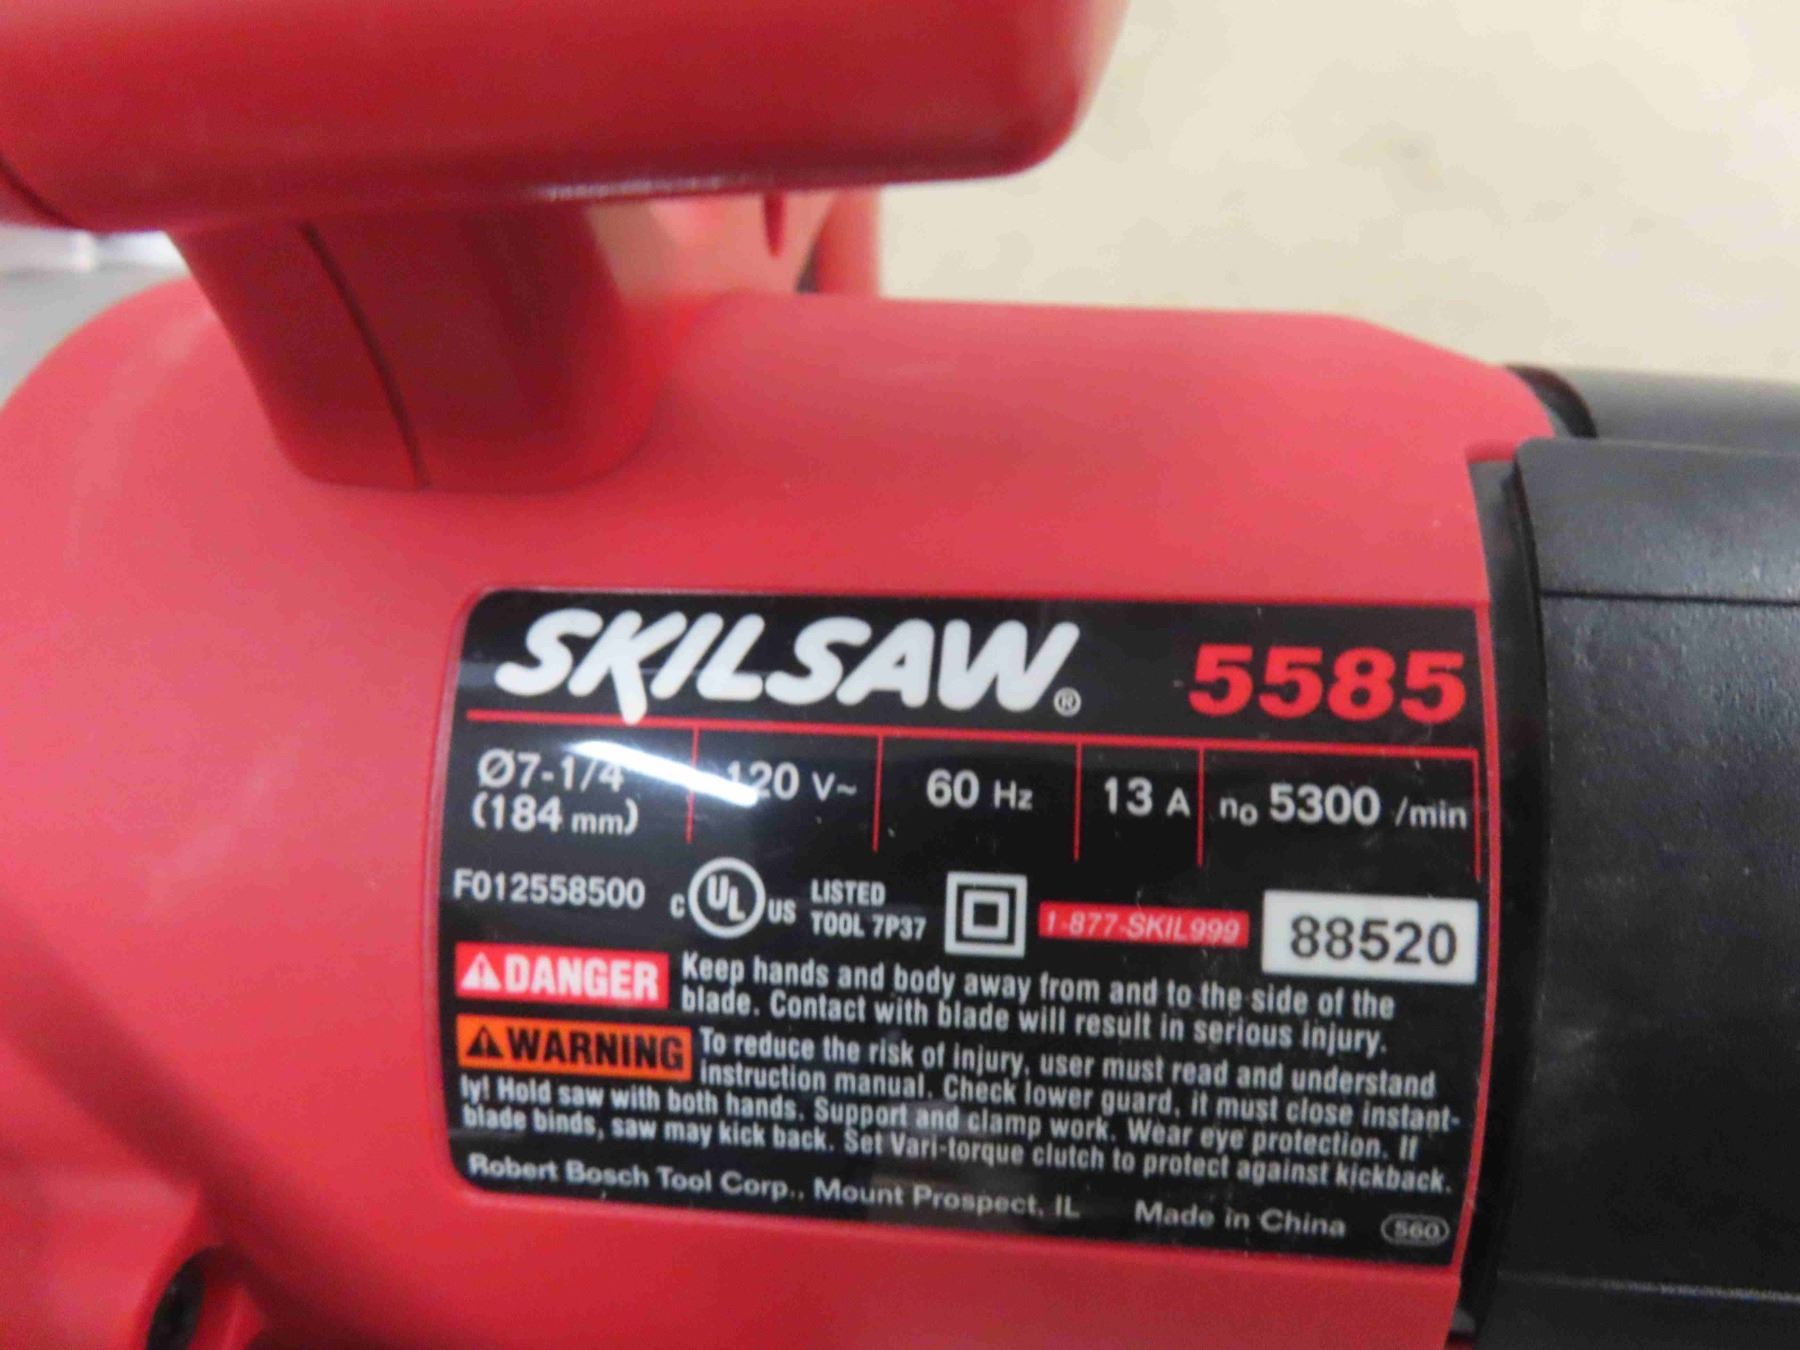 SKILSAW® 5585
Ø7-1/4 120 V~ 60 Hz 13 A no 5300 /min
(184 mm)
F012558500 C UL US LISTED 1-877-SKIL999 88520
TOOL 7P37
DANGER Keep hands and body away from and to the side of the
blade. Contact with blade will result in serious injury.
WARNING To reduce the risk of injury, user must read and understand
instruction manual. Check lower guard, it must close instant-
ly! Hold saw with both hands. Support and clamp work. Wear eye protection. If
blade binds, saw may kick back. Set Vari-torque clutch to protect against kickback.
Robert Bosch Tool Corp., Mount Prospect, IL Made in China 560